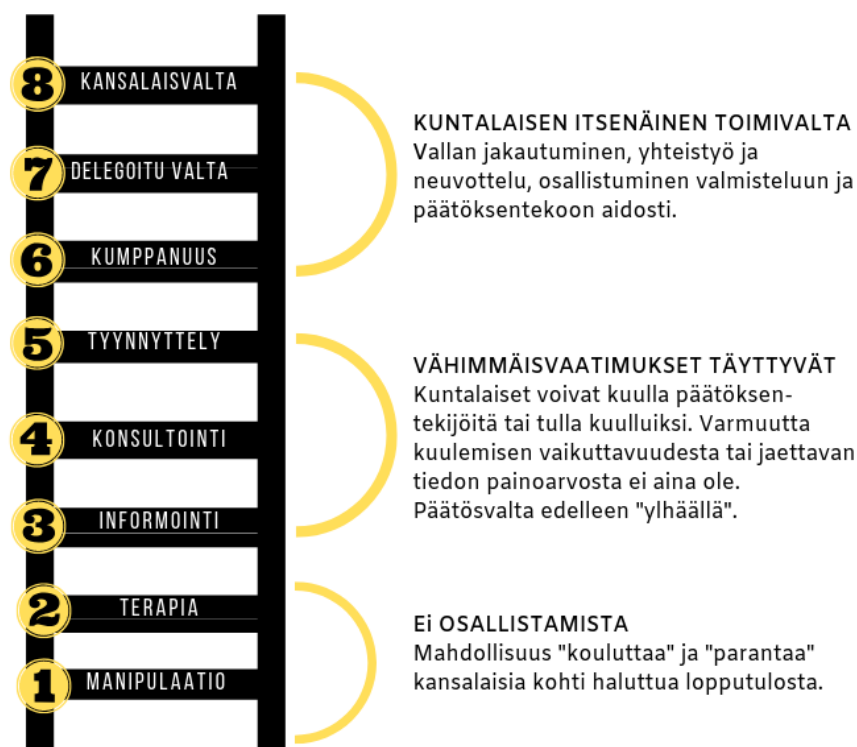 8 KANSALAISVALTA
7 DELEGOITU VALTA
6 KUMPPANUUS
KUNTALAISEN ITSENÄINEN TOIMIVALTA
Vallan jakautuminen, yhteistyö ja
neuvottelu, osallistuminen valmisteluun ja
päätöksentekoon aidosti.
5 TYYNNYTTELY
4 KONSULTOINTI
3 INFORMOINTI
VÄHIMMÄISVAATIMUKSET TÄYTTYVÄT
Kuntalaiset voivat kuulla päätöksen-
tekijöitä tai tulla kuulluiksi. Varmuutta
kuulemisen vaikuttavuudesta tai jaettavan
tiedon painoarvosta ei aina ole.
Päätösvalta edelleen "ylhäällä".
2 TERAPIA
1 MANIPULAATIO
Ei OSALLISTAMISTA
Mahdollisuus "kouluttaa" ja "parantaa"
kansalaisia kohti haluttua lopputulosta.